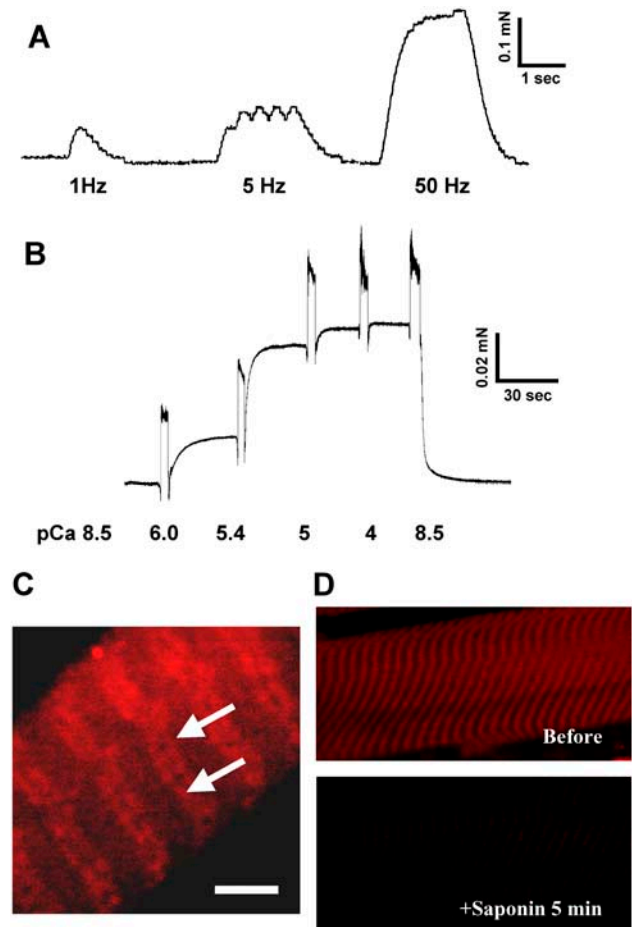 A
0.1 mN
1 sec
1Hz 5 Hz 50 Hz
B
0.02 mN
30 sec
pCa 8.5 6.0 5.4 5 4 8.5
C
D
Before
+Saponin 5 min